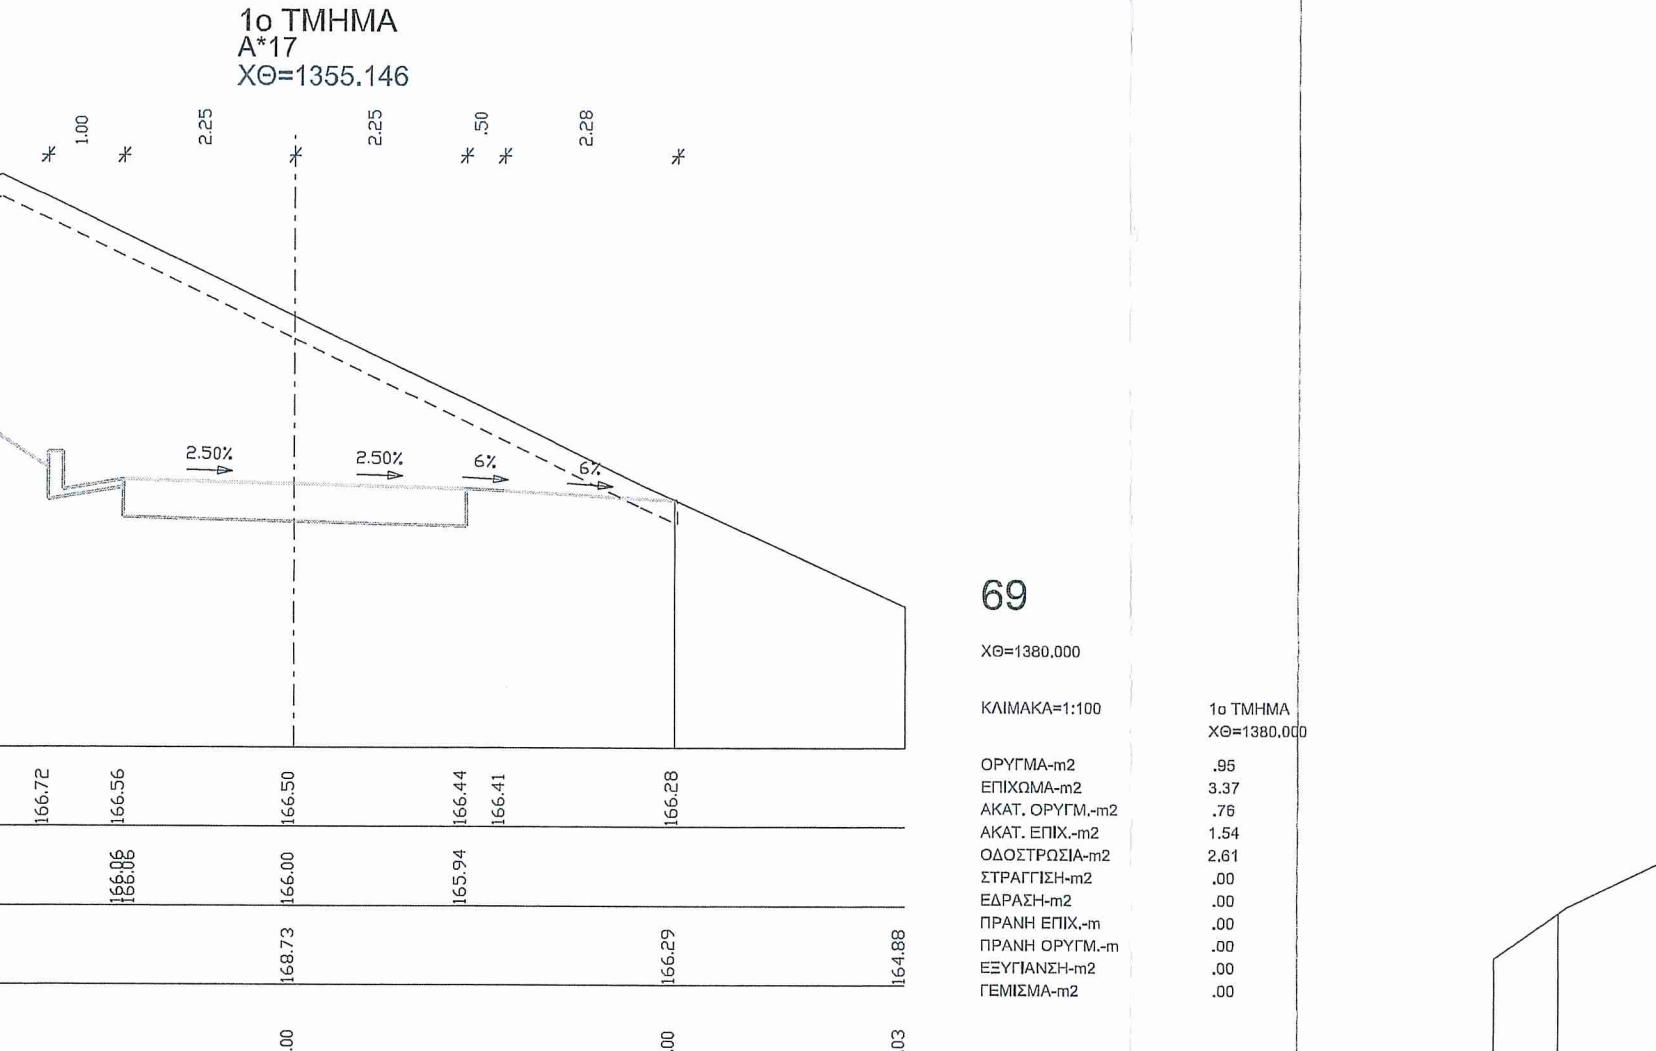 1ο ΤΜΗΜΑ
Α*17
ΧΘ=1355.146
1.00 2.25 2.25 .50 2.28
2.50% 2.50% 6% 6%
166.72 166.56 166.50 166.44 166.41 166.28
166.06 166.06 166.00 165.94
168.73 166.29 164.88
.00 .00 .03
69
ΧΘ=1380.000
ΚΛΙΜΑΚΑ=1:100 1ο ΤΜΗΜΑ
ΧΘ=1380.000
ΟΡΥΓΜΑ-m2 .95
ΕΠΙΧΩΜΑ-m2 3.37
ΑΚΑΤ. ΟΡΥΓΜ.-m2 .76
ΑΚΑΤ. ΕΠΙΧ.-m2 1.54
ΟΔΟΣΤΡΩΣΙΑ-m2 2.61
ΣΤΡΑΓΓΙΣΗ-m2 .00
ΕΔΡΑΣΗ-m2 .00
ΠΡΑΝΗ ΕΠΙΧ.-m .00
ΠΡΑΝΗ ΟΡΥΓΜ.-m .00
ΕΞΥΓΙΑΝΣΗ-m2 .00
ΓΕΜΙΣΜΑ-m2 .00